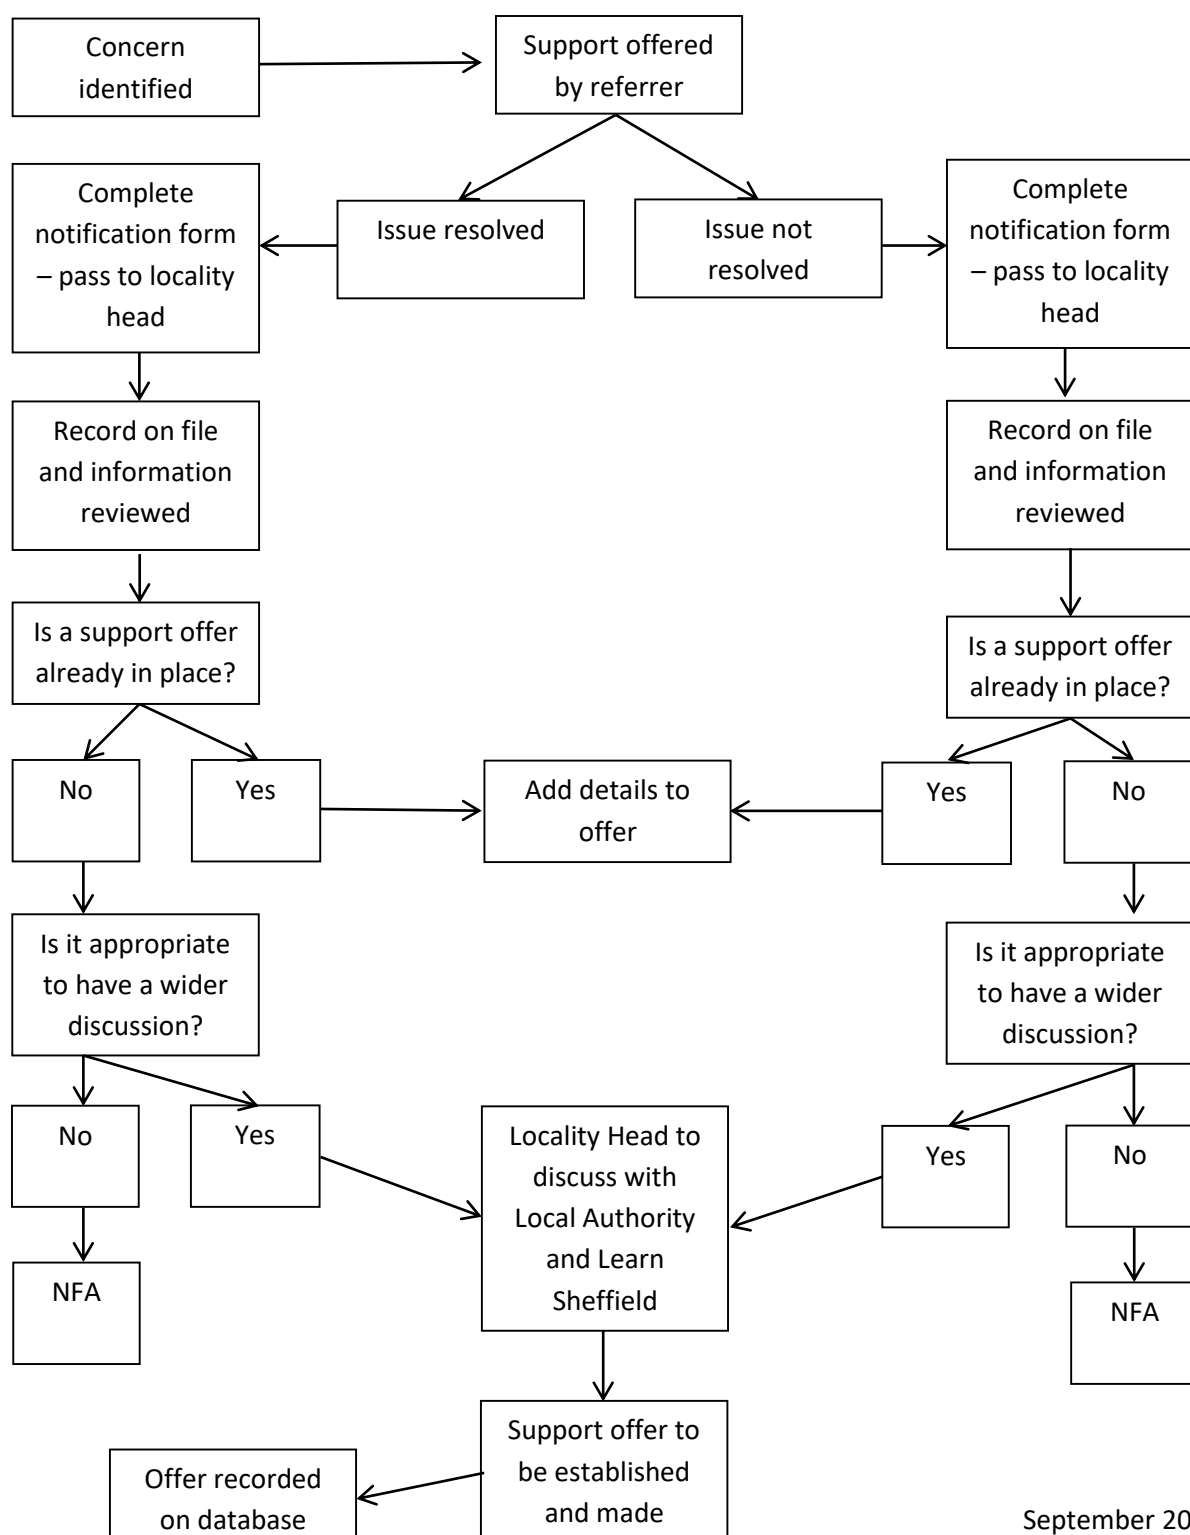 Concern
identified
Support offered
by referrer
Complete
notification form
– pass to locality
head
Issue resolved
Issue not
resolved
Complete
notification form
– pass to locality
head
Record on file
and information
reviewed
Record on file
and information
reviewed
Is a support offer
already in place?
Is a support offer
already in place?
No
Yes
Add details to
offer
Yes
No
Is it appropriate
to have a wider
discussion?
Is it appropriate
to have a wider
discussion?
No
Yes
Locality Head to
discuss with
Local Authority
and Learn
Sheffield
Yes
No
NFA
NFA
Support offer to
be established
and made
Offer recorded
on database
September 20